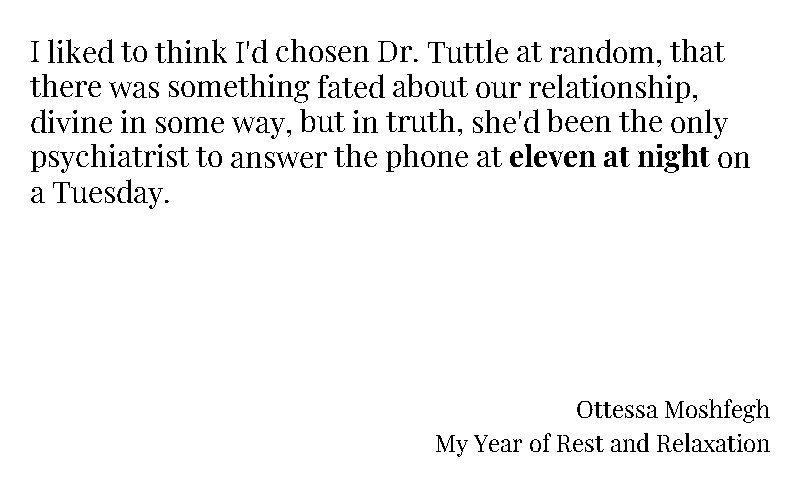 I liked to think I'd chosen Dr. Tuttle at random, that
there was something fated about our relationship,
divine in some way, but in truth, she'd been the only
psychiatrist to answer the phone at eleven at night on
a Tuesday.
Ottessa Moshfegh
My Year of Rest and Relaxation